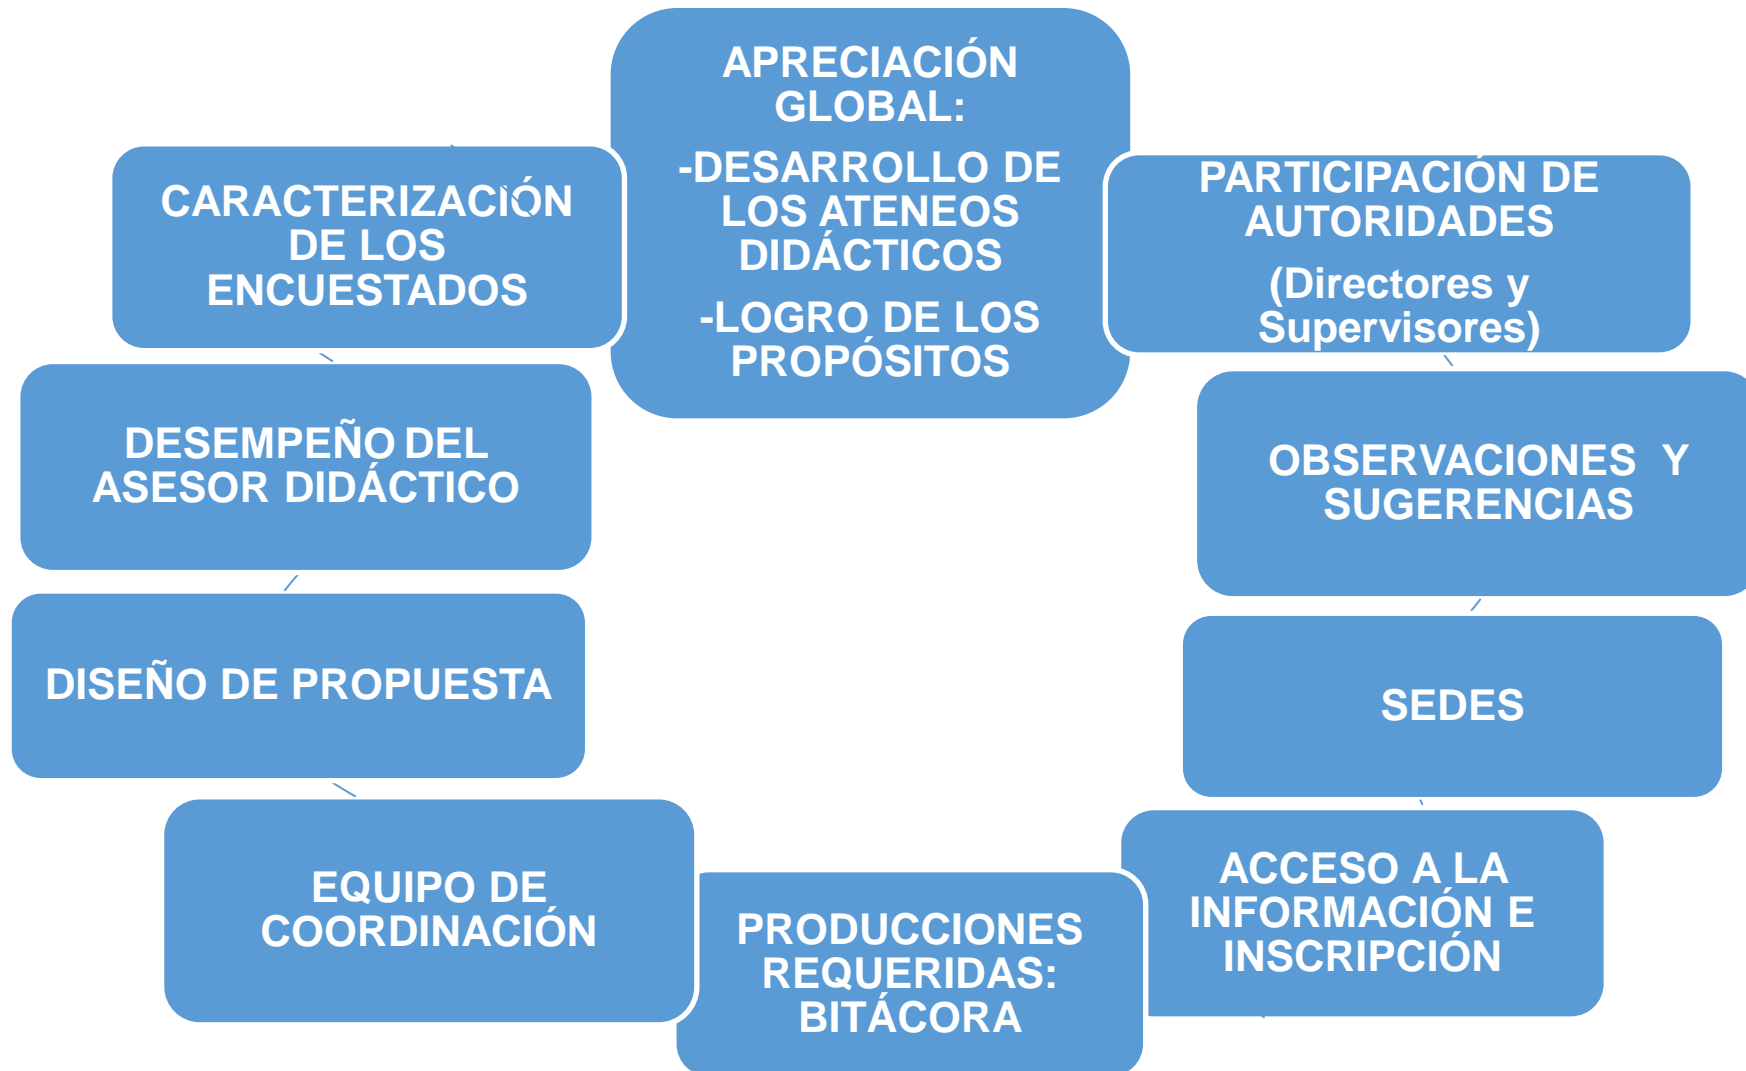 APRECIACIÓN
GLOBAL:
-DESARROLLO DE
LOS ATENEOS
DIDÁCTICOS
-LOGRO DE LOS
PROPÓSITOS
PARTICIPACIÓN DE
AUTORIDADES
(Directores y
Supervisores)
OBSERVACIONES Y
SUGERENCIAS
SEDES
ACCESO A LA
INFORMACIÓN E
INSCRIPCIÓN
PRODUCCIONES
REQUERIDAS:
BITÁCORA
EQUIPO DE
COORDINACIÓN
DISEÑO DE PROPUESTA
DESEMPEÑO DEL
ASESOR DIDÁCTICO
CARACTERIZACIÓN
DE LOS
ENCUESTADOS